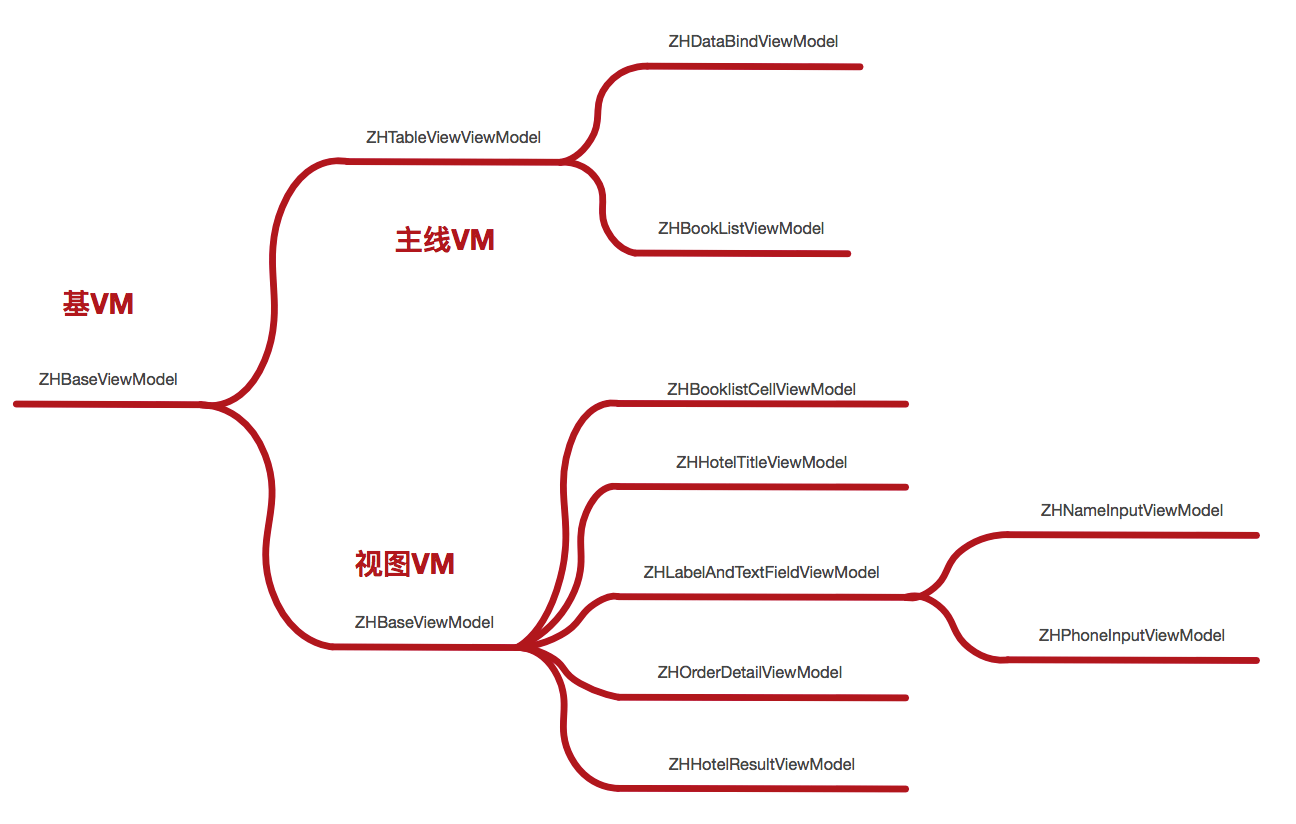 ZHDataBindViewModel
ZHTableViewViewModel
ZHBookListViewModel
主线VM
基VM
ZHBaseViewModel
ZHBooklistCellViewModel
ZHHotelTitleViewModel
ZHNameInputViewModel
视图VM
ZHLabelAndTextFieldViewModel
ZHBaseViewModel
ZHPhoneInputViewModel
ZHOrderDetailViewModel
ZHHotelResultViewModel